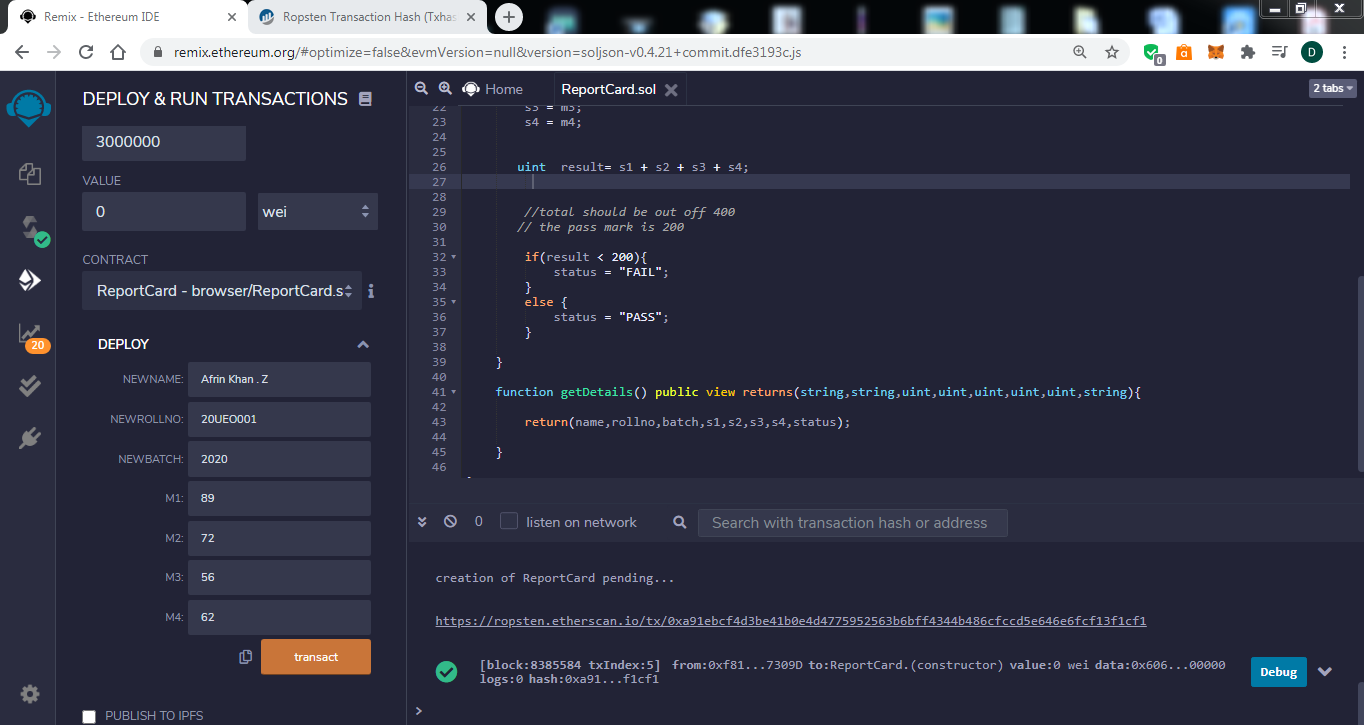 Remix - Ethereum IDE
Ropsten Transaction Hash (Txhas
remix.ethereum.org/#optimize=false&evmVersion=null&version=soljson-v0.4.21+commit.dfe3193c.js
0
D
DEPLOY & RUN TRANSACTIONS
3000000
VALUE
0
wei
CONTRACT
ReportCard - browser/ReportCard.s
20
DEPLOY
NEWNAME: Afrin Khan . Z
NEWROLLNO: 20UEO001
NEWBATCH: 2020
M1: 89
M2: 72
M3: 56
M4: 62
transact
PUBLISH TO IPFS
Home
ReportCard.sol
2 tabs
22 s3 = m3;
23 s4 = m4;
24
25
26 uint result= s1 + s2 + s3 + s4;
27
28
29 //total should be out off 400
30 // the pass mark is 200
31
32 if(result < 200){
33 status = "FAIL";
34 }
35 else {
36 status = "PASS";
37 }
38
39 }
40
41 function getDetails() public view returns(string,string,uint,uint,uint,uint,uint,string){
42
43 return(name,rollno,batch,s1,s2,s3,s4,status);
44
45 }
46
0
listen on network
Search with transaction hash or address
creation of ReportCard pending...
https://ropsten.etherscan.io/tx/0xa91ebcf4d3be41b0e4d4775952563b6bff4344b486cfccd5e646e6fcf13f1cf1
[block:8385584 txIndex:5] from:0xf81...7309D to:ReportCard.(constructor) value:0 wei data:0x606...00000
logs:0 hash:0xa91...f1cf1
Debug
>